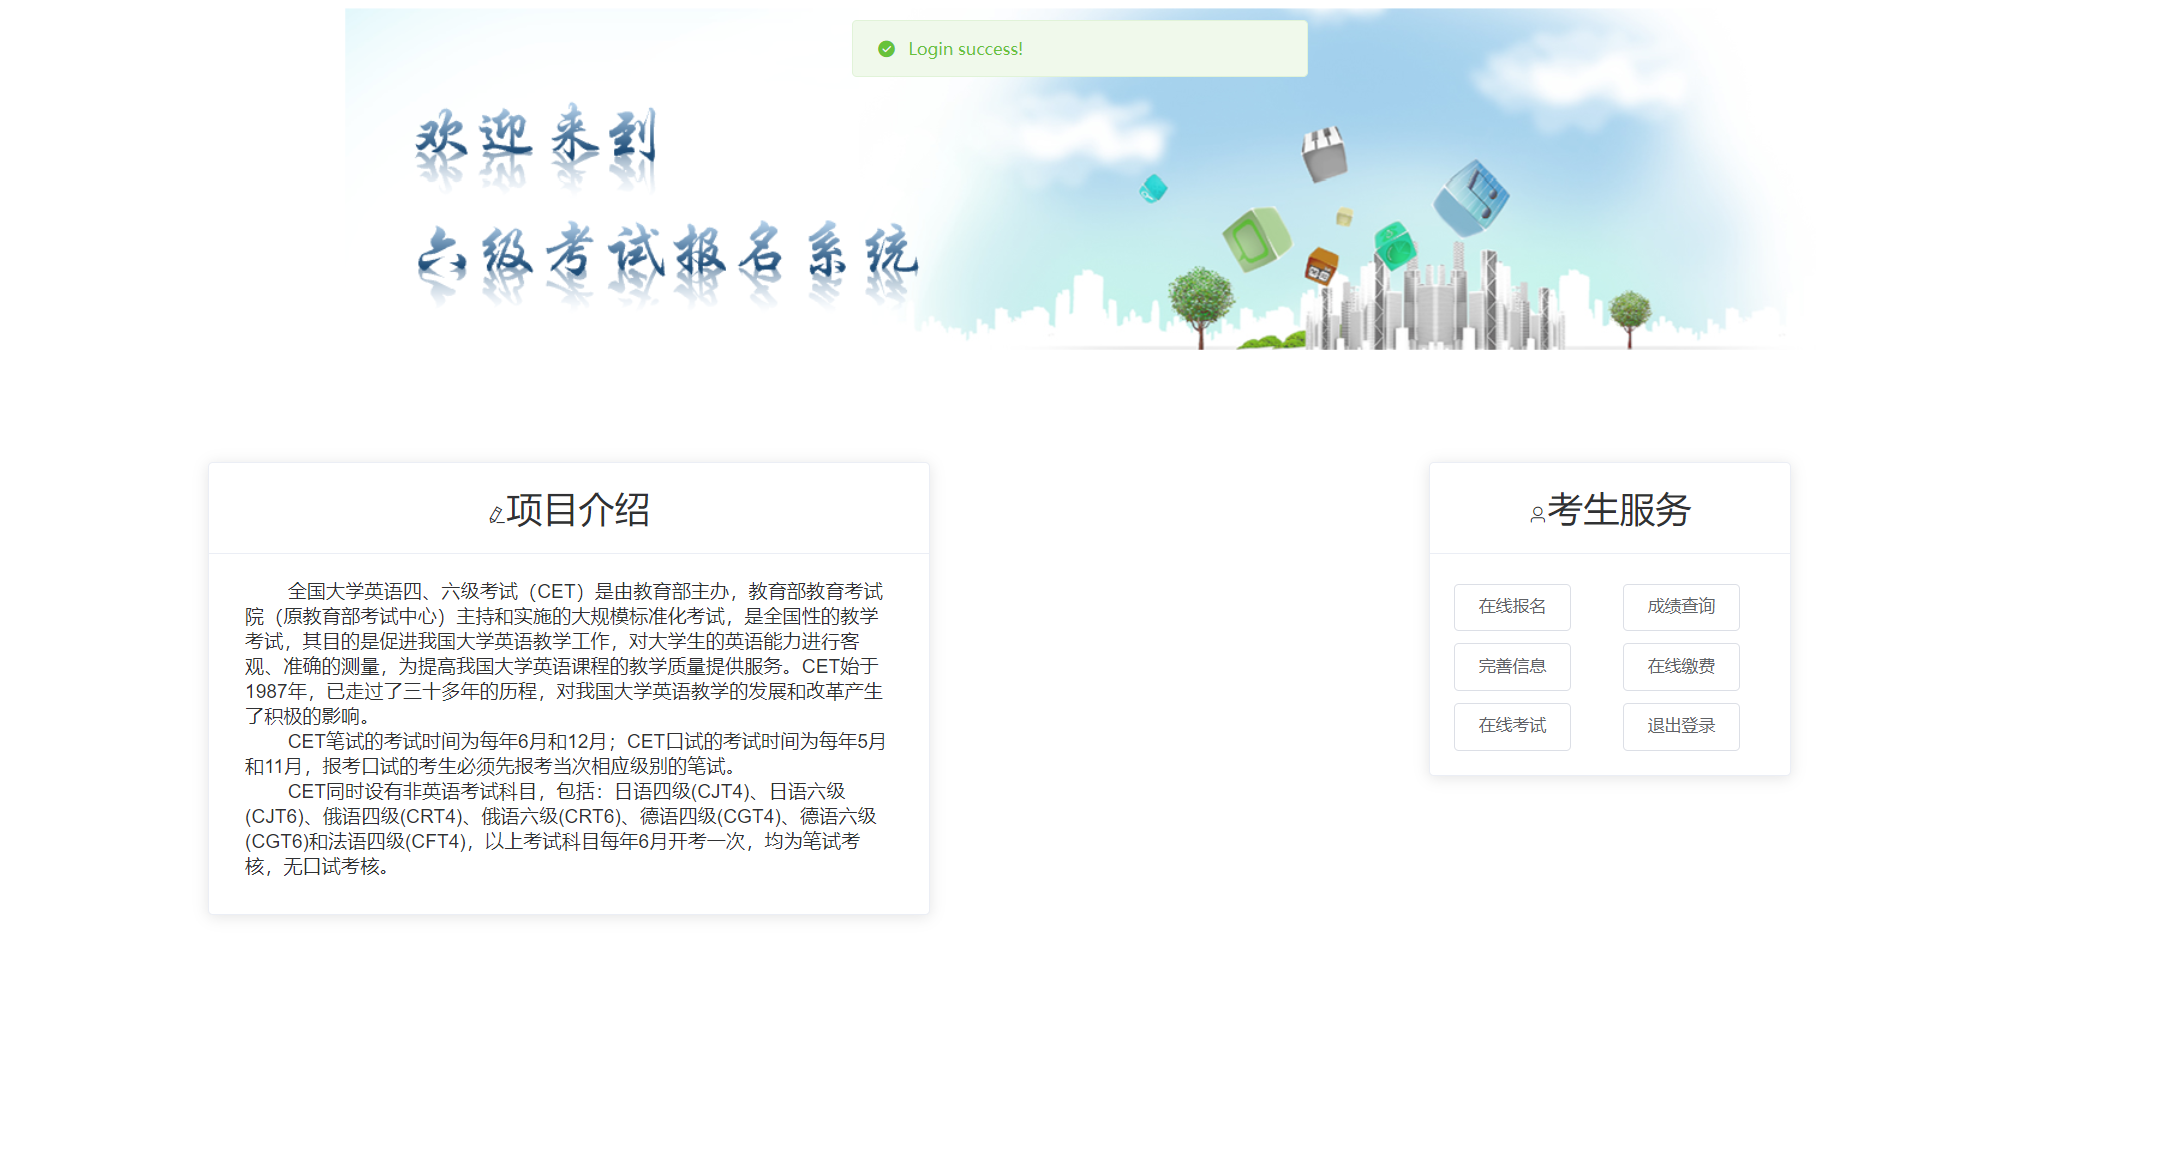 Login success!
欢迎来到
六级考试报名系统
项目介绍
全国大学英语四、六级考试（CET）是由教育部主办，教育部教育考试
院（原教育部考试中心）主持和实施的大规模标准化考试，是全国性的教学
考试，其目的是促进我国大学英语教学工作，对大学生的英语能力进行客
观、准确的测量，为提高我国大学英语课程的教学质量提供服务。CET始于
1987年，已走过了三十多年的历程，对我国大学英语教学的发展和改革产生
了积极的影响。
CET笔试的考试时间为每年6月和12月；CET口试的考试时间为每年5月
和11月，报考口试的考生必须先报考当次相应级别的笔试。
CET同时设有非英语考试科目，包括：日语四级(CJT4)、日语六级
(CJT6)、俄语四级(CRT4)、俄语六级(CRT6)、德语四级(CGT4)、德语六级
(CGT6)和法语四级(CFT4)，以上考试科目每年6月开考一次，均为笔试考
核，无口试考核。
考生服务
在线报名 成绩查询
完善信息 在线缴费
在线考试 退出登录